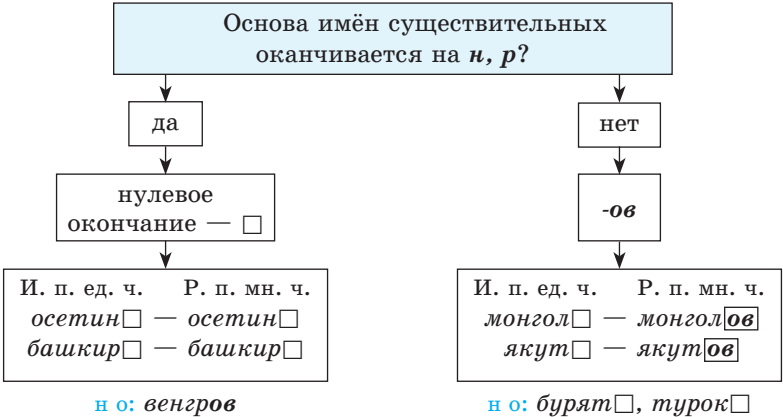 Основа имён существительных
оканчивается на н, р?
да
нет
нулевое
окончание — □
-ов
И. п. ед. ч. Р. п. мн. ч.
осетин□ — осетин□
башкир□ — башкир□
И. п. ед. ч. Р. п. мн. ч.
монгол□ — монголов
якут□ — якутов
но: венгров
но: бурят□, турок□